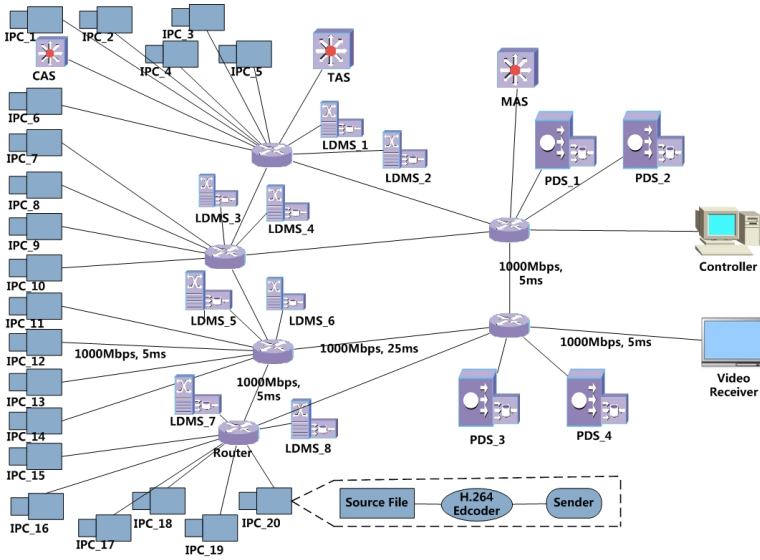 IPC_1
IPC_2
IPC_3
IPC_4
IPC_5
CAS
TAS
MAS
IPC_6
LDMS_1
LDMS_2
IPC_7
PDS_1
PDS_2
IPC_8
LDMS_3
LDMS_4
IPC_9
1000Mbps,
5ms
Controller
IPC_10
LDMS_5
LDMS_6
IPC_11
1000Mbps, 5ms
1000Mbps, 25ms
1000Mbps, 5ms
IPC_12
1000Mbps,
5ms
Video
Receiver
IPC_13
LDMS_7
LDMS_8
PDS_3
PDS_4
IPC_14
Router
IPC_15
IPC_16
IPC_17
IPC_18
IPC_19
IPC_20
Source File
H.264
Edcoder
Sender